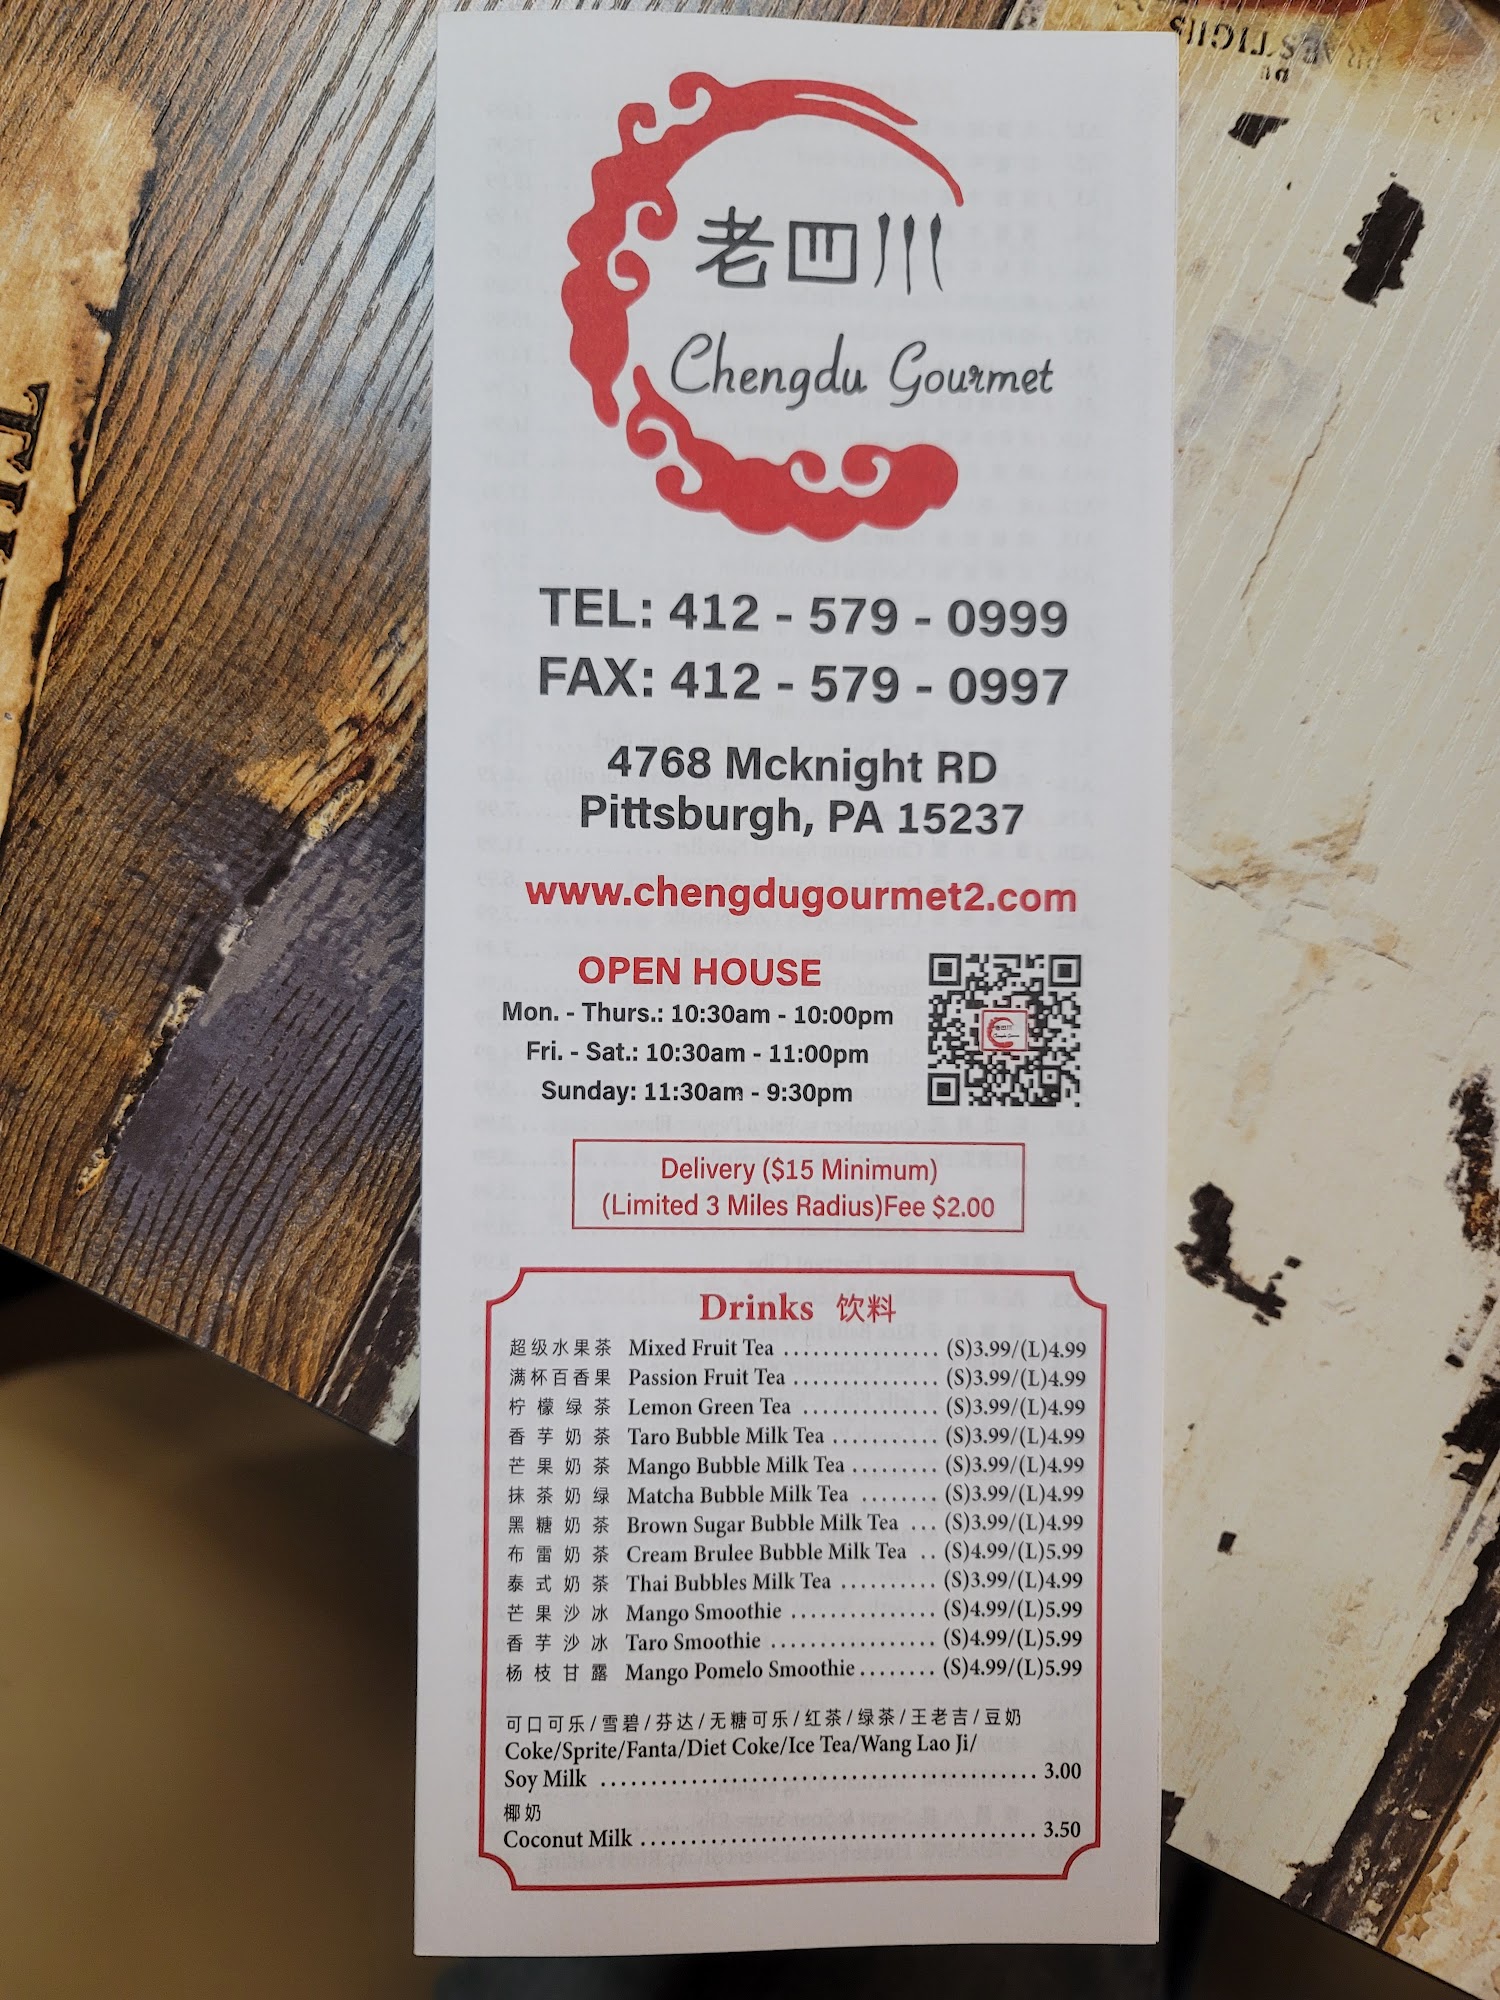 老四川
Chengdu Gourmet
TEL: 412 - 579 - 0999
FAX: 412 - 579 - 0997
4768 Mcknight RD
Pittsburgh, PA 15237
www.chengdugourmet2.com
OPEN HOUSE
Mon. - Thurs.: 10:30am - 10:00pm
Fri. - Sat.: 10:30am - 11:00pm
Sunday: 11:30am - 9:30pm
Delivery ($15 Minimum)
(Limited 3 Miles Radius)Fee $2.00
Drinks 饮料
超级水果茶 Mixed Fruit Tea ................ (S)3.99/(L)4.99
满杯百香果 Passion Fruit Tea ............... (S)3.99/(L)4.99
柠檬绿茶 Lemon Green Tea .............. (S)3.99/(L)4.99
香芋奶茶 Taro Bubble Milk Tea ........... (S)3.99/(L)4.99
芒果奶茶 Mango Bubble Milk Tea ......... (S)3.99/(L)4.99
抹茶奶绿 Matcha Bubble Milk Tea ........ (S)3.99/(L)4.99
黑糖奶茶 Brown Sugar Bubble Milk Tea ... (S)3.99/(L)4.99
布雷奶茶 Cream Brulee Bubble Milk Tea .. (S)4.99/(L)5.99
泰式奶茶 Thai Bubbles Milk Tea .......... (S)3.99/(L)4.99
芒果沙冰 Mango Smoothie ............... (S)4.99/(L)5.99
香芋沙冰 Taro Smoothie ................. (S)4.99/(L)5.99
杨枝甘露 Mango Pomelo Smoothie........ (S)4.99/(L)5.99
可口可乐/雪碧/芬达/无糖可乐/红茶/绿茶/王老吉/豆奶
Coke/Sprite/Fanta/Diet Coke/Ice Tea/Wang Lao Ji/
Soy Milk ........................................... 3.00
椰奶
Coconut Milk ....................................... 3.50